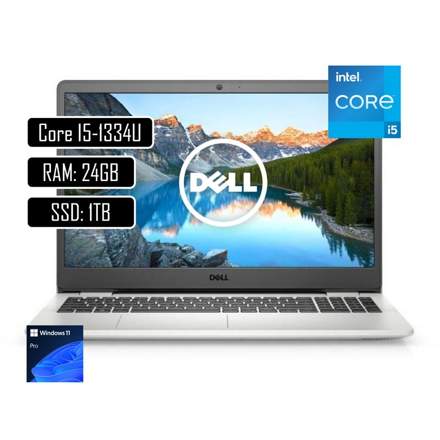 intel.
CORE
i5
Core I5-1334U
RAM: 24GB
SSD: 1TB
DELL
DELL
Windows 11
Pro